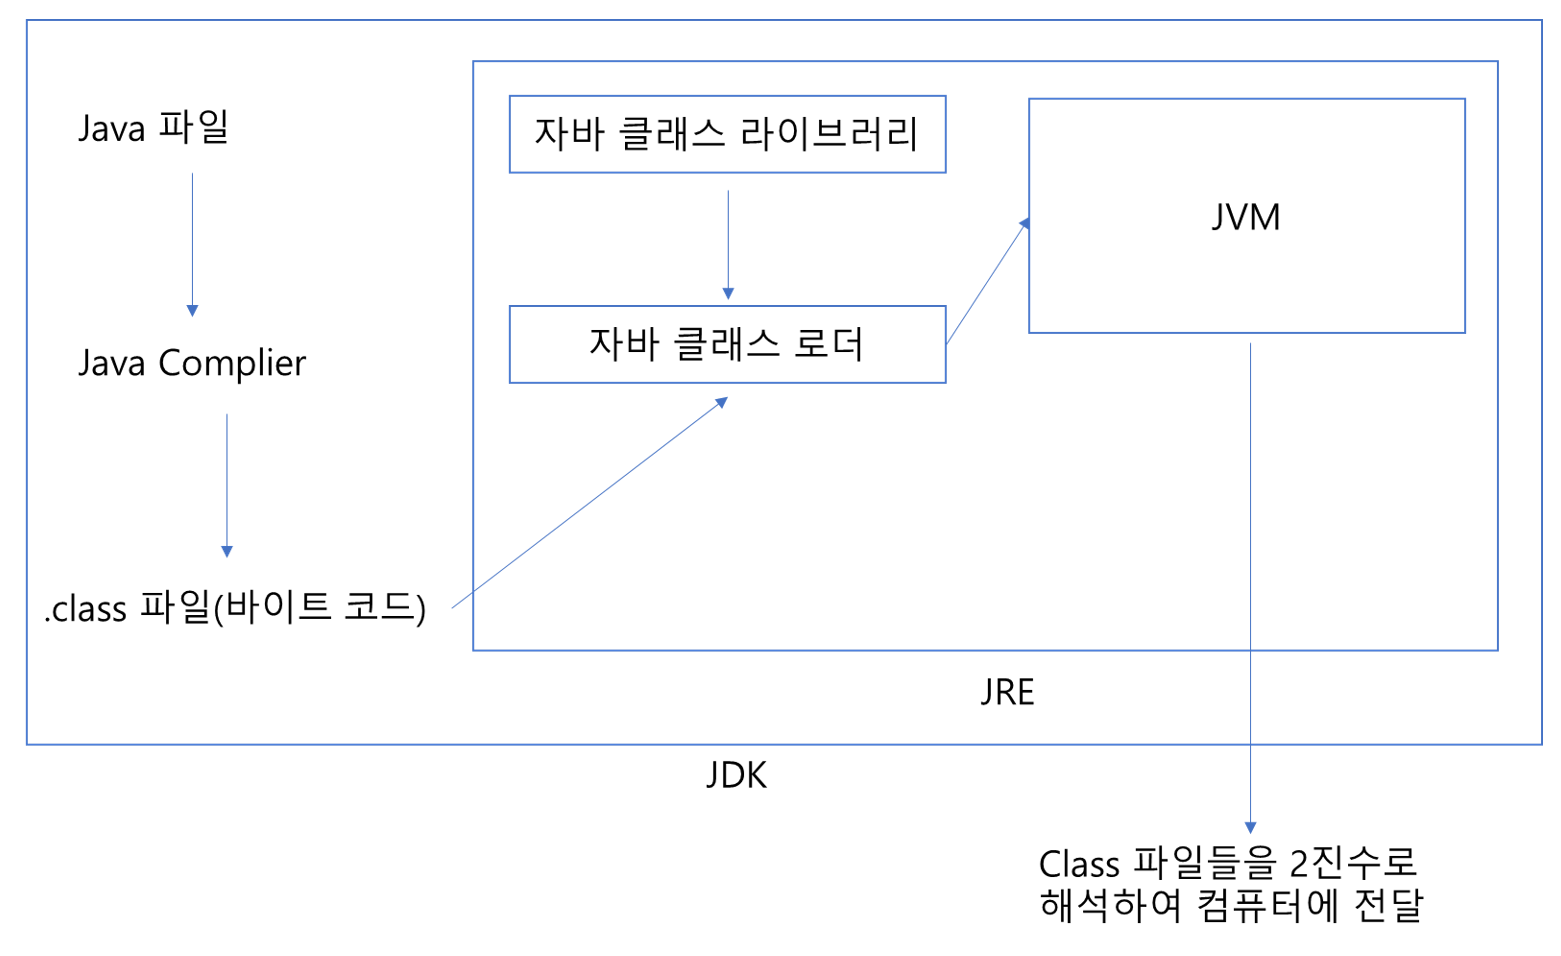 Java 파일
Java Complier
.class 파일(바이트 코드)
자바 클래스 라이브러리
자바 클래스 로더
JVM
JRE
JDK
Class 파일들을 2진수로
해석하여 컴퓨터에 전달